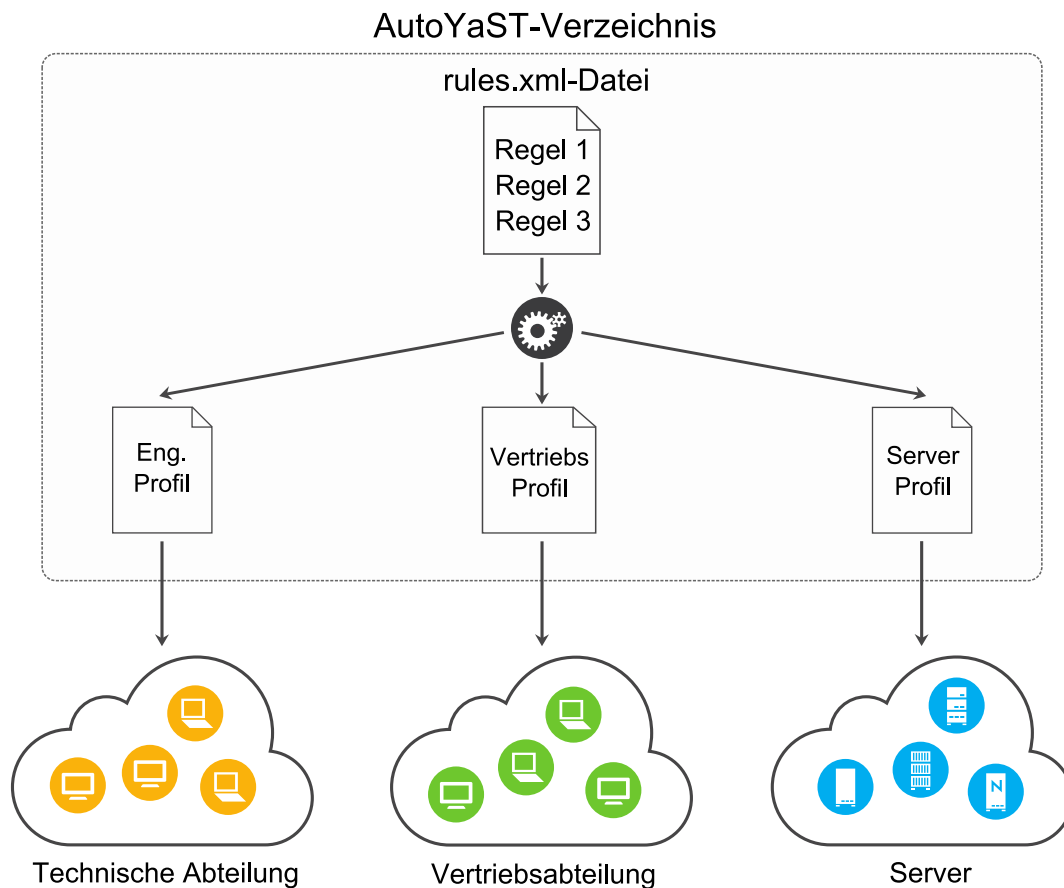 AutoYaST-Verzeichnis
rules.xml-Datei
Regel 1
Regel 2
Regel 3
Eng.
Profil
Vertriebs
Profil
Server
Profil
N
Technische Abteilung
Vertriebsabteilung
Server